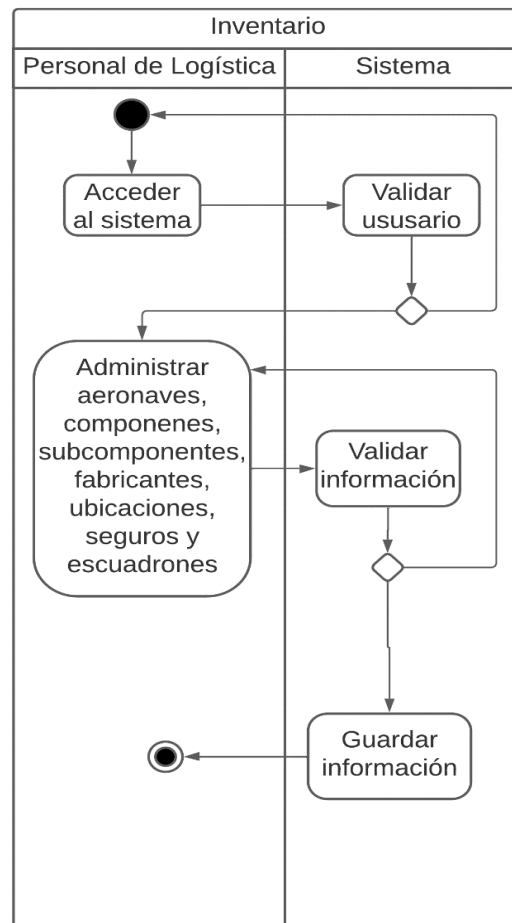 Inventario
Personal de Logística
Sistema
Acceder
al sistema
Validar
ususario
Administrar
aeronaves,
componenes,
subcomponentes,
fabricantes,
ubicaciones,
seguros y
escuadrones
Validar
información
Guardar
información